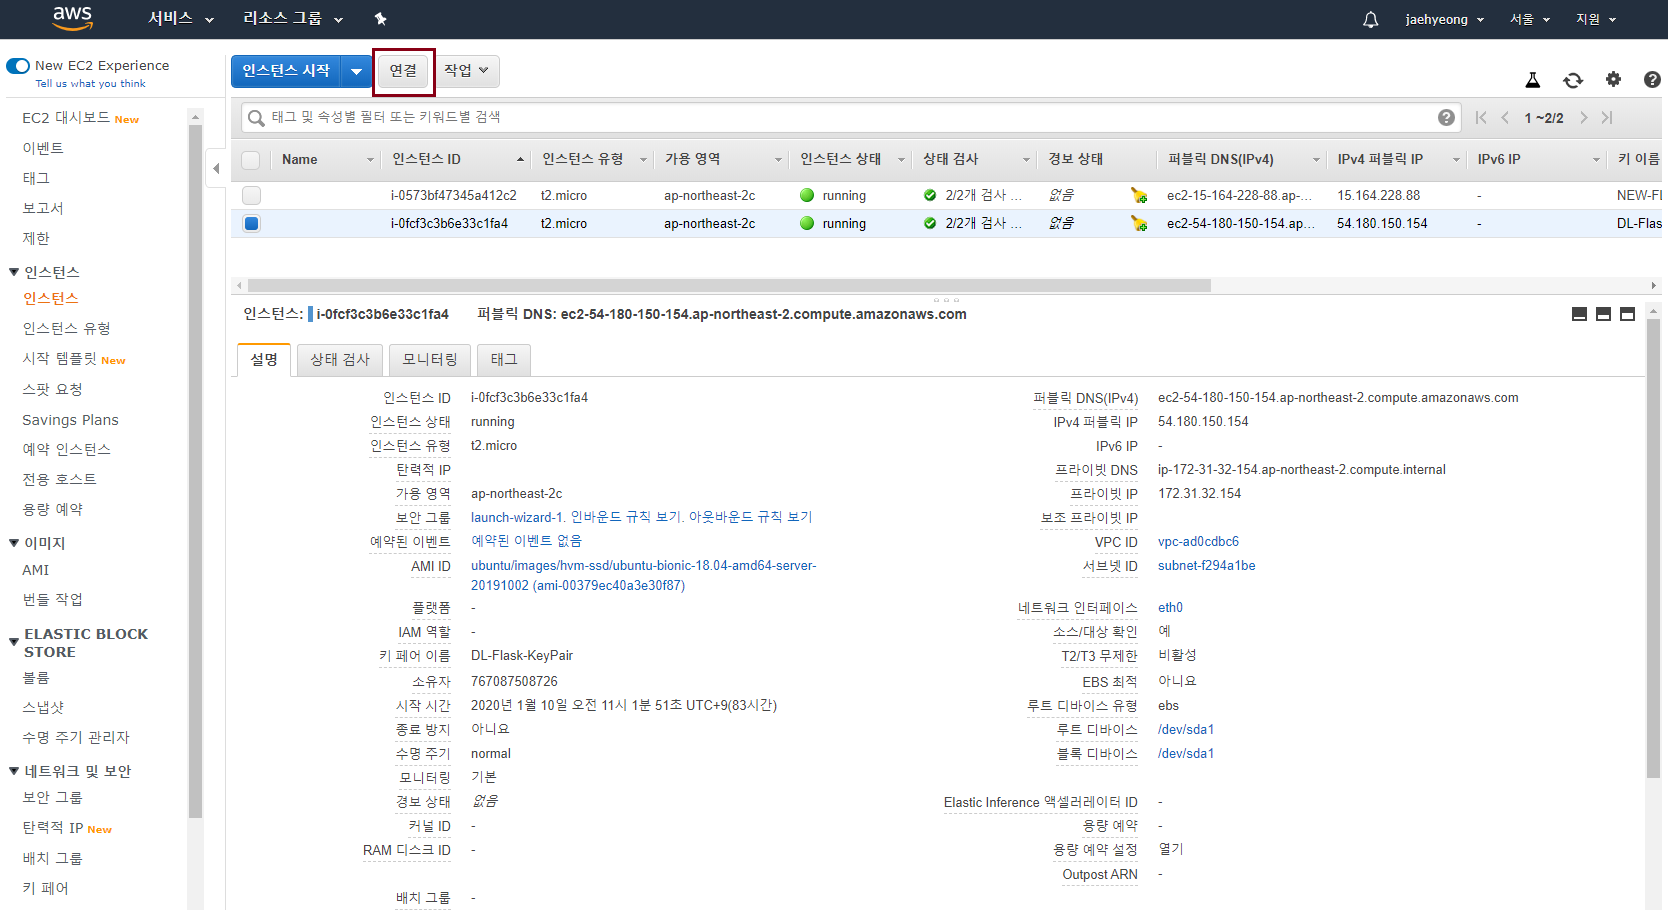 aws 서비스 리소스 그룹 jaehyeong 서울 지원
New EC2 Experience
Tell us what you think
EC2 대시보드 New
이벤트
태그
보고서
제한
인스턴스
인스턴스
인스턴스 유형
시작 템플릿 New
스팟 요청
Savings Plans
예약 인스턴스
전용 호스트
용량 예약
이미지
AMI
번들 작업
ELASTIC BLOCK
STORE
볼륨
스냅샷
수명 주기 관리자
네트워크 및 보안
보안 그룹
탄력적 IP New
배치 그룹
키 페어
인스턴스 시작 연결 작업
태그 및 속성별 필터 또는 키워드별 검색 1 ~2/2
Name 인스턴스 ID 인스턴스 유형 가용 영역 인스턴스 상태 상태 검사 경보 상태 퍼블릭 DNS(IPv4) IPv4 퍼블릭 IP IPv6 IP 키 이름
i-0573bf47345a412c2 t2.micro ap-northeast-2c running 2/2개 검사 ... 없음 ec2-15-164-228-88.ap-... 15.164.228.88 - NEW-FL
i-0fcf3c3b6e33c1fa4 t2.micro ap-northeast-2c running 2/2개 검사 ... 없음 ec2-54-180-150-154.ap... 54.180.150.154 - DL-Flas
인스턴스: i-0fcf3c3b6e33c1fa4 퍼블릭 DNS: ec2-54-180-150-154.ap-northeast-2.compute.amazonaws.com
설명 상태 검사 모니터링 태그
인스턴스 ID i-0fcf3c3b6e33c1fa4
인스턴스 상태 running
인스턴스 유형 t2.micro
탄력적 IP
가용 영역 ap-northeast-2c
보안 그룹 launch-wizard-1. 인바운드 규칙 보기. 아웃바운드 규칙 보기
예약된 이벤트 예약된 이벤트 없음
AMI ID ubuntu/images/hvm-ssd/ubuntu-bionic-18.04-amd64-server-
20191002 (ami-00379ec40a3e30f87)
플랫폼 -
IAM 역할 -
키 페어 이름 DL-Flask-KeyPair
소유자 767087508726
시작 시간 2020년 1월 10일 오전 11시 1분 51초 UTC+9(83시간)
종료 방지 아니요
수명 주기 normal
모니터링 기본
경보 상태 없음
커널 ID -
RAM 디스크 ID -
배치 그룹 -
퍼블릭 DNS(IPv4) ec2-54-180-150-154.ap-northeast-2.compute.amazonaws.com
IPv4 퍼블릭 IP 54.180.150.154
IPv6 IP -
프라이빗 DNS ip-172-31-32-154.ap-northeast-2.compute.internal
프라이빗 IP 172.31.32.154
보조 프라이빗 IP
VPC ID vpc-ad0cdbc6
서브넷 ID subnet-f294a1be
네트워크 인터페이스 eth0
소스/대상 확인 예
T2/T3 무제한 비활성
EBS 최적 아니요
루트 디바이스 유형 ebs
루트 디바이스 /dev/sda1
블록 디바이스 /dev/sda1
Elastic Inference 액셀러레이터 ID -
용량 예약 -
용량 예약 설정 열기
Outpost ARN -